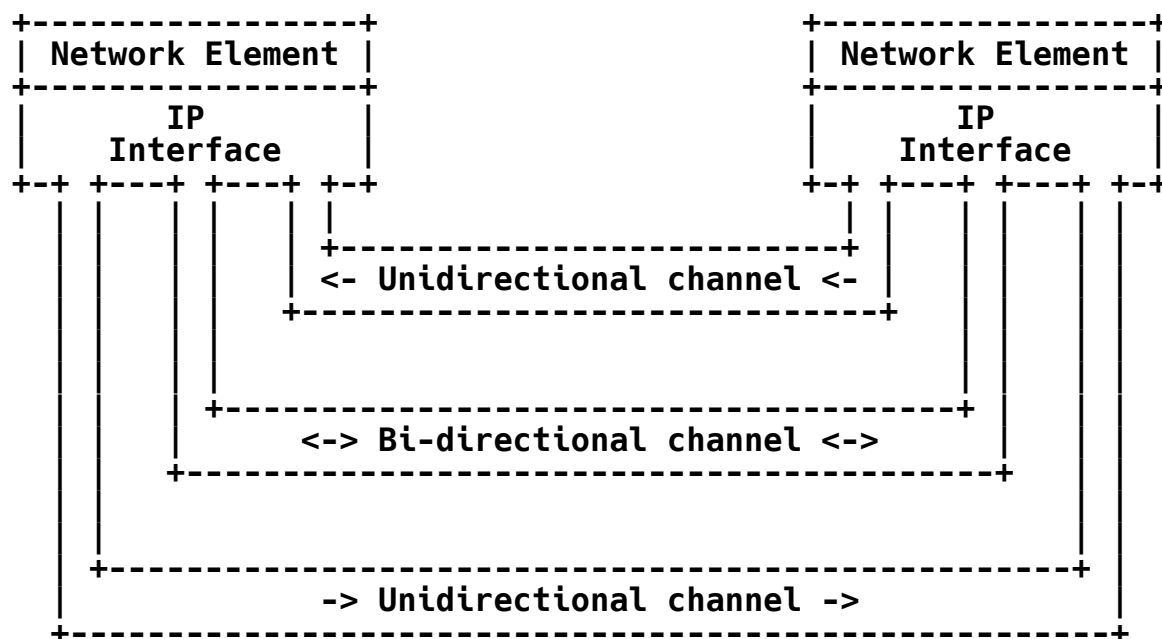 Network Element Network Element
IP IP
Interface Interface
<- Unidirectional channel <-
<-> Bi-directional channel <->
-> Unidirectional channel ->